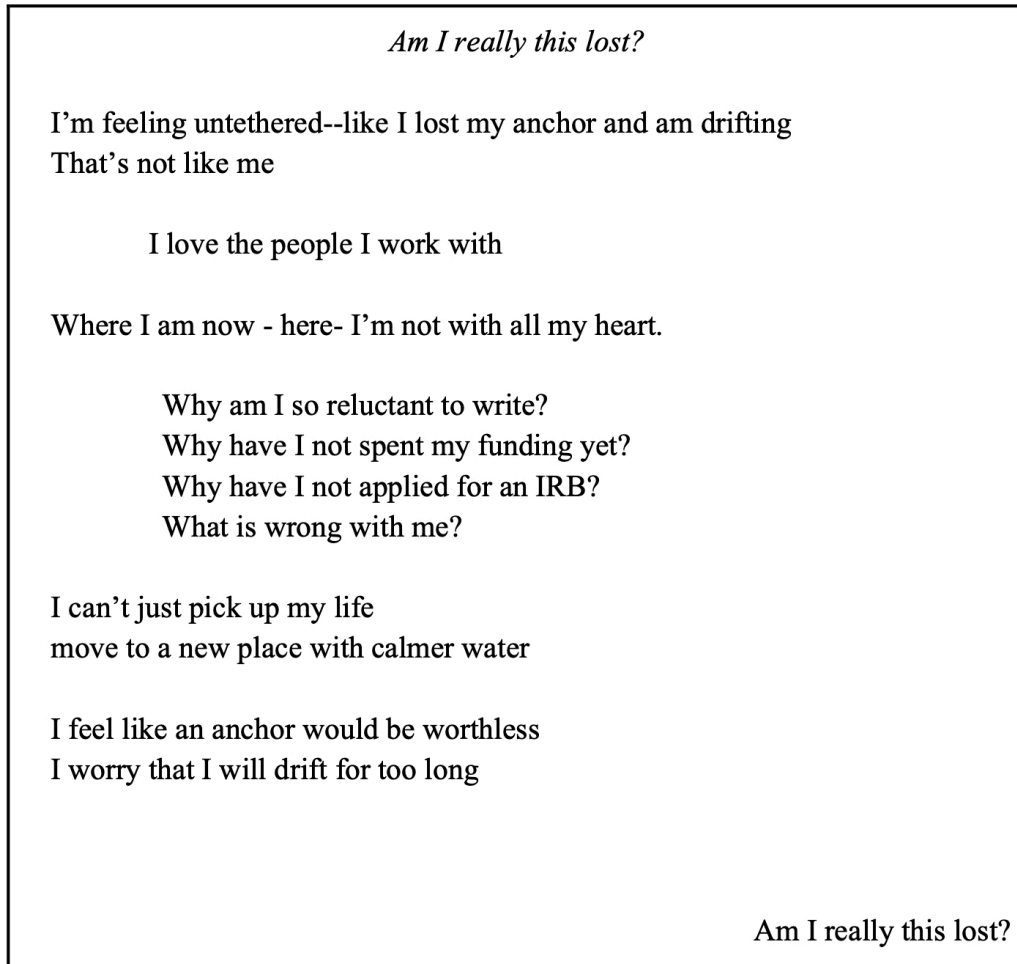 Am I really this lost?
I’m feeling untethered--like I lost my anchor and am drifting
That’s not like me
I love the people I work with
Where I am now - here- I’m not with all my heart.
Why am I so reluctant to write?
Why have I not spent my funding yet?
Why have I not applied for an IRB?
What is wrong with me?
I can’t just pick up my life
move to a new place with calmer water
I feel like an anchor would be worthless
I worry that I will drift for too long
Am I really this lost?